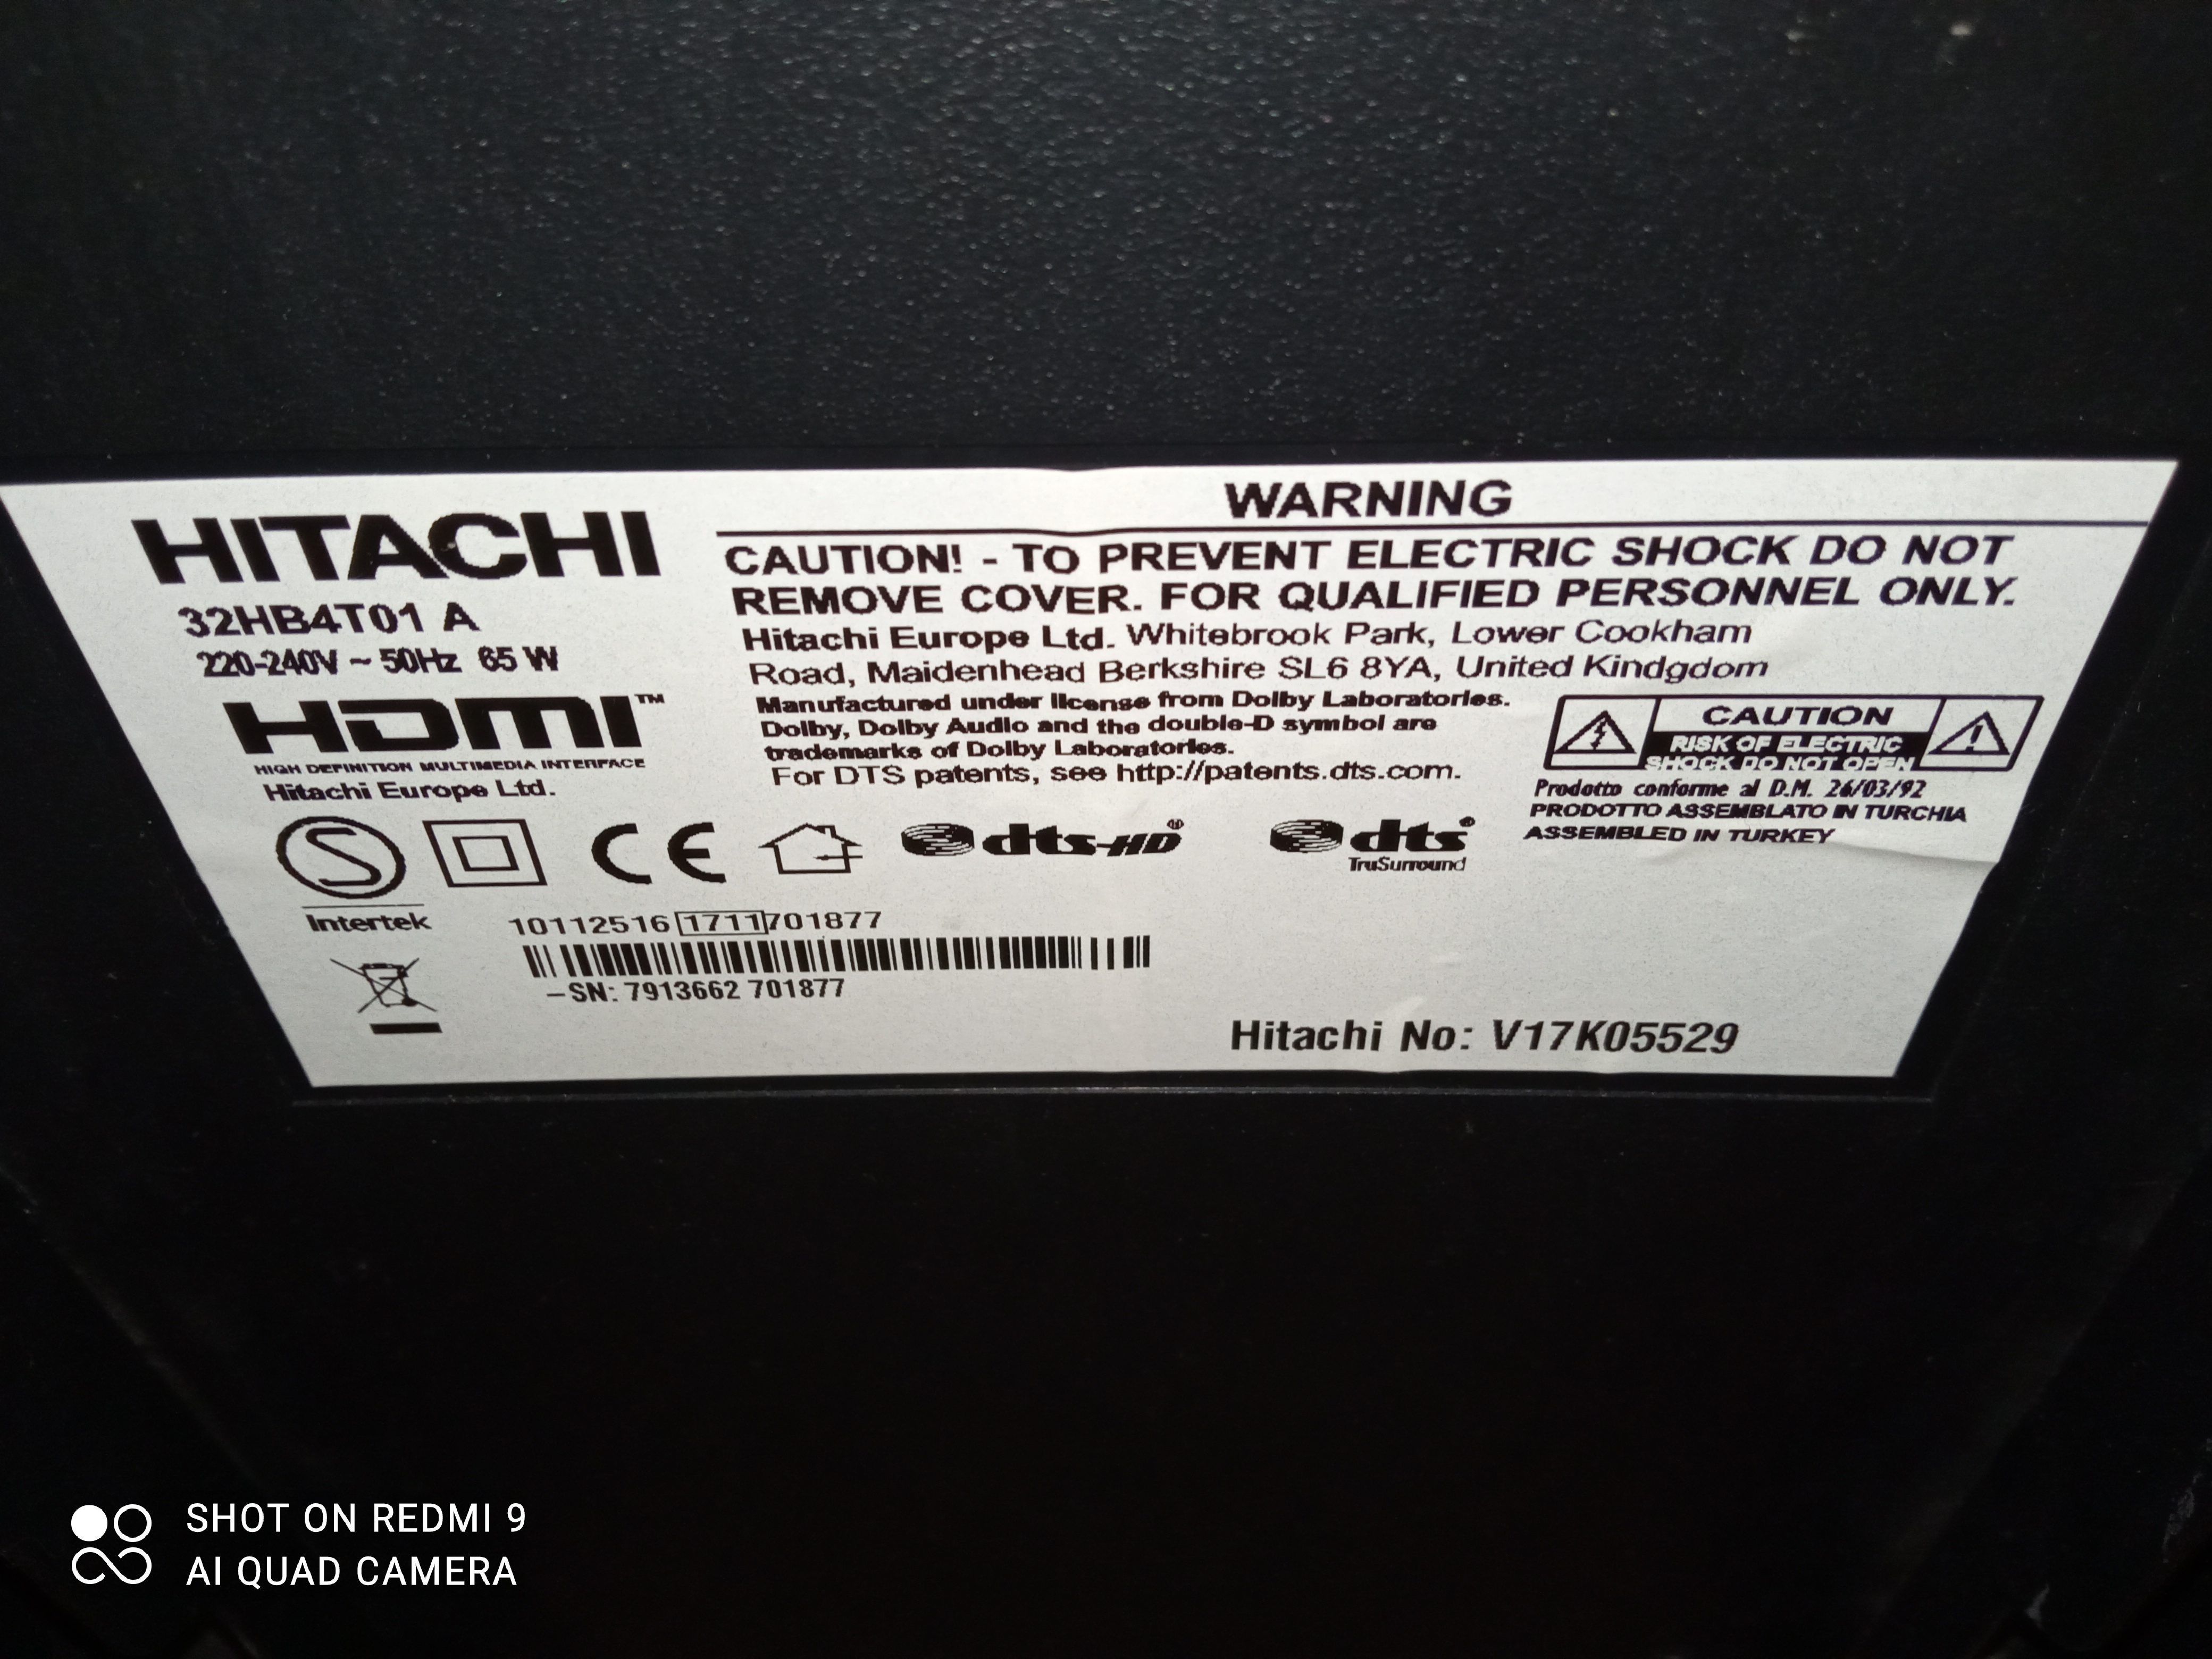 HITACHI
32HB4T01 A
220-240V ~ 50Hz 65 W
HDMI™
HIGH DEFINITION MULTIMEDIA INTERFACE
Hitachi Europe Ltd.
WARNING
CAUTION! - TO PREVENT ELECTRIC SHOCK DO NOT
REMOVE COVER. FOR QUALIFIED PERSONNEL ONLY.
Hitachi Europe Ltd. Whitebrook Park, Lower Cookham
Road, Maidenhead Berkshire SL6 8YA, United Kindgdom
Manufactured under license from Dolby Laboratories.
Dolby, Dolby Audio and the double-D symbol are
trademarks of Dolby Laboratories.
For DTS patents, see http://patents.dts.com.
CAUTION
RISK OF ELECTRIC
SHOCK DO NOT OPEN
Prodotto conforme al D.M. 26/03/92
PRODOTTO ASSEMBLATO IN TURCHIA
ASSEMBLED IN TURKEY
S
Intertek
CE
dts-HD®
dts®
TruSurround
10112516 1711 701877
–SN: 7913662 701877
Hitachi No: V17K05529
SHOT ON REDMI 9
AI QUAD CAMERA